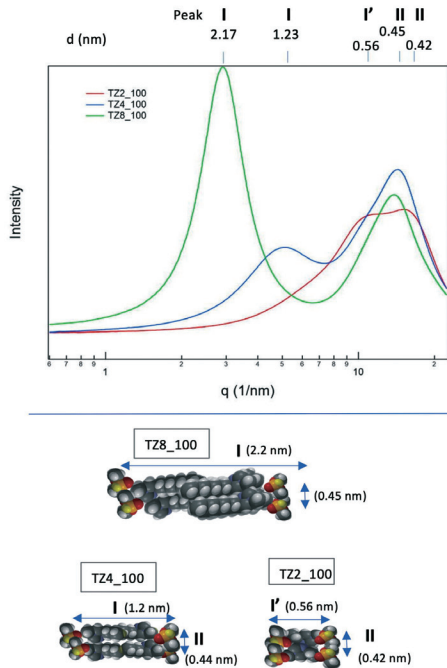 Peak I I I' II II
d (nm) 2.17 1.23 0.56 0.45 0.42
TZ2_100
TZ4_100
TZ8_100
Intensity
6 7 8 9 1 2 3 4 5 6 7 8 9 10 2
q (1/nm)
TZ8_100
I (2.2 nm)
(0.45 nm)
TZ4_100
TZ2_100
I (1.2 nm)
I' (0.56 nm)
II
(0.44 nm)
II
(0.42 nm)